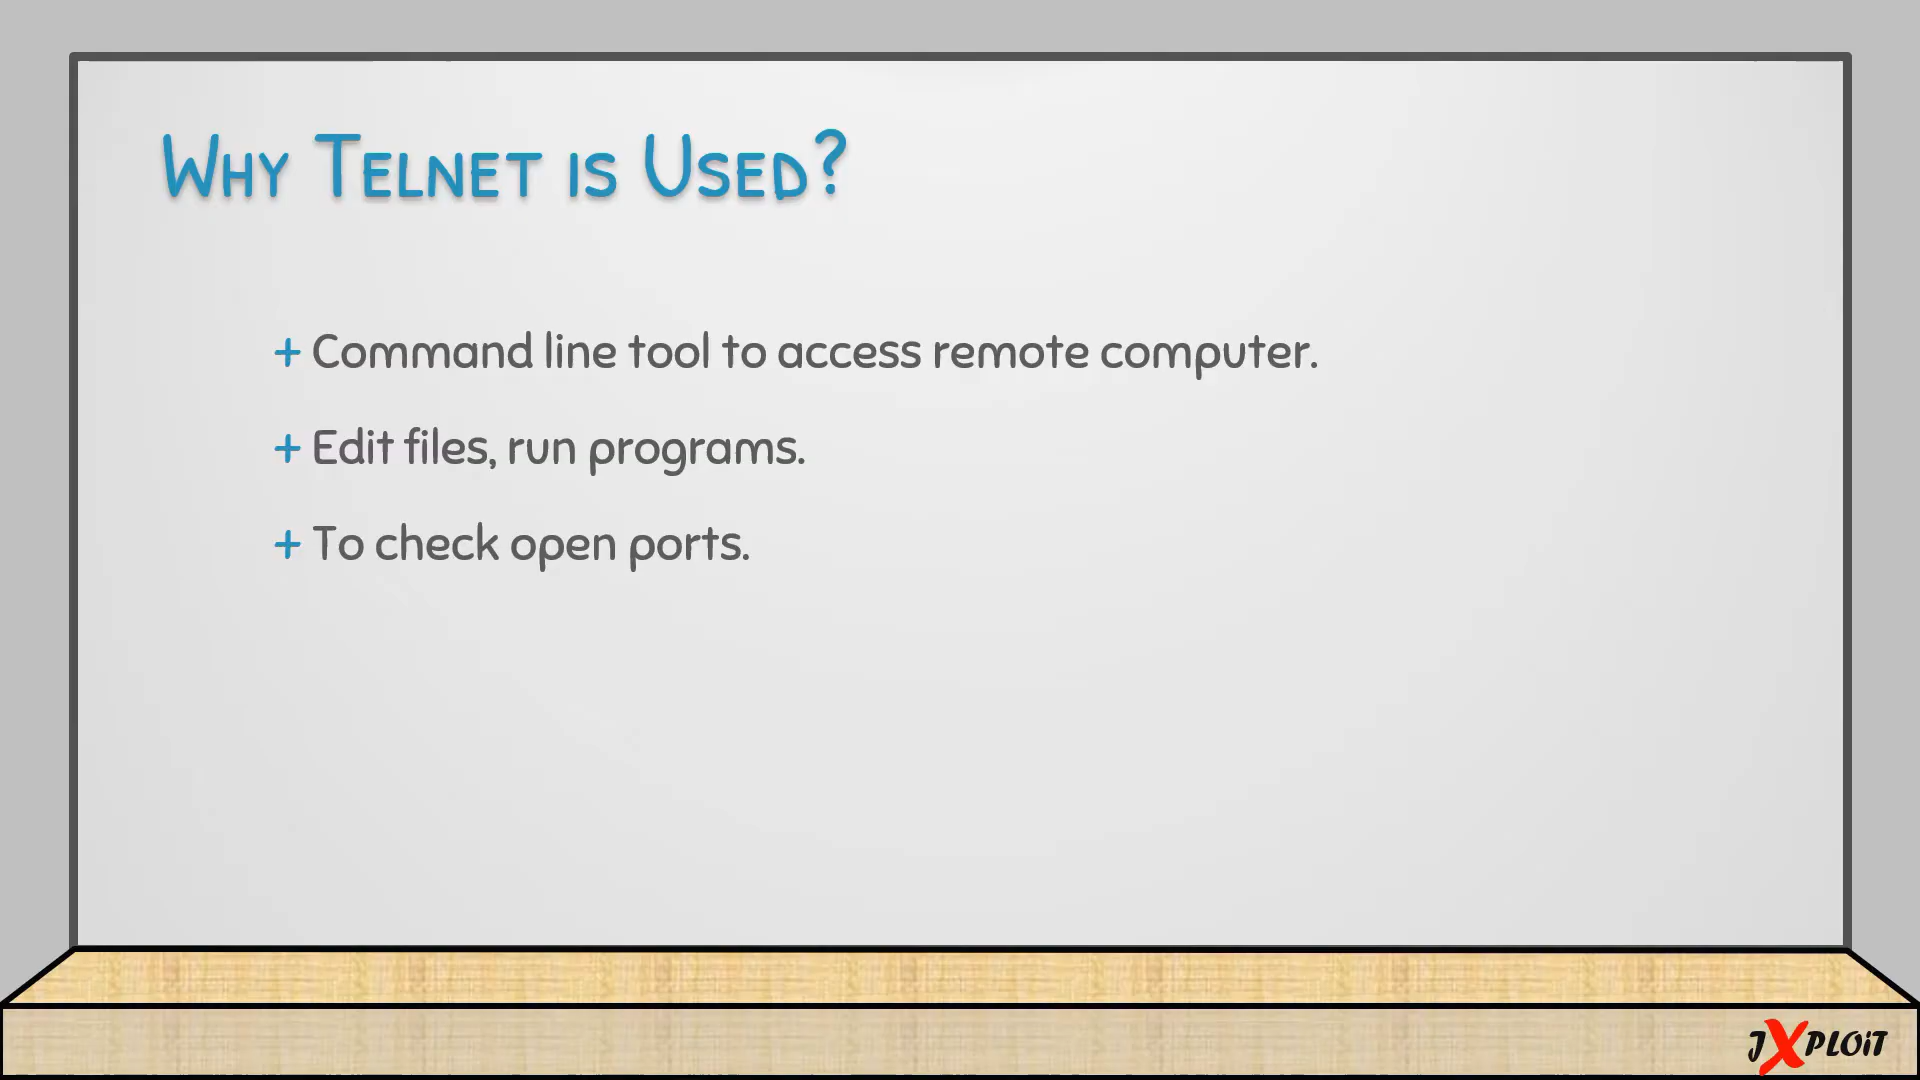 Why Telnet is Used?
+ Command line tool to access remote computer.
+ Edit files, run programs.
+ To check open ports.
JXPLOiT